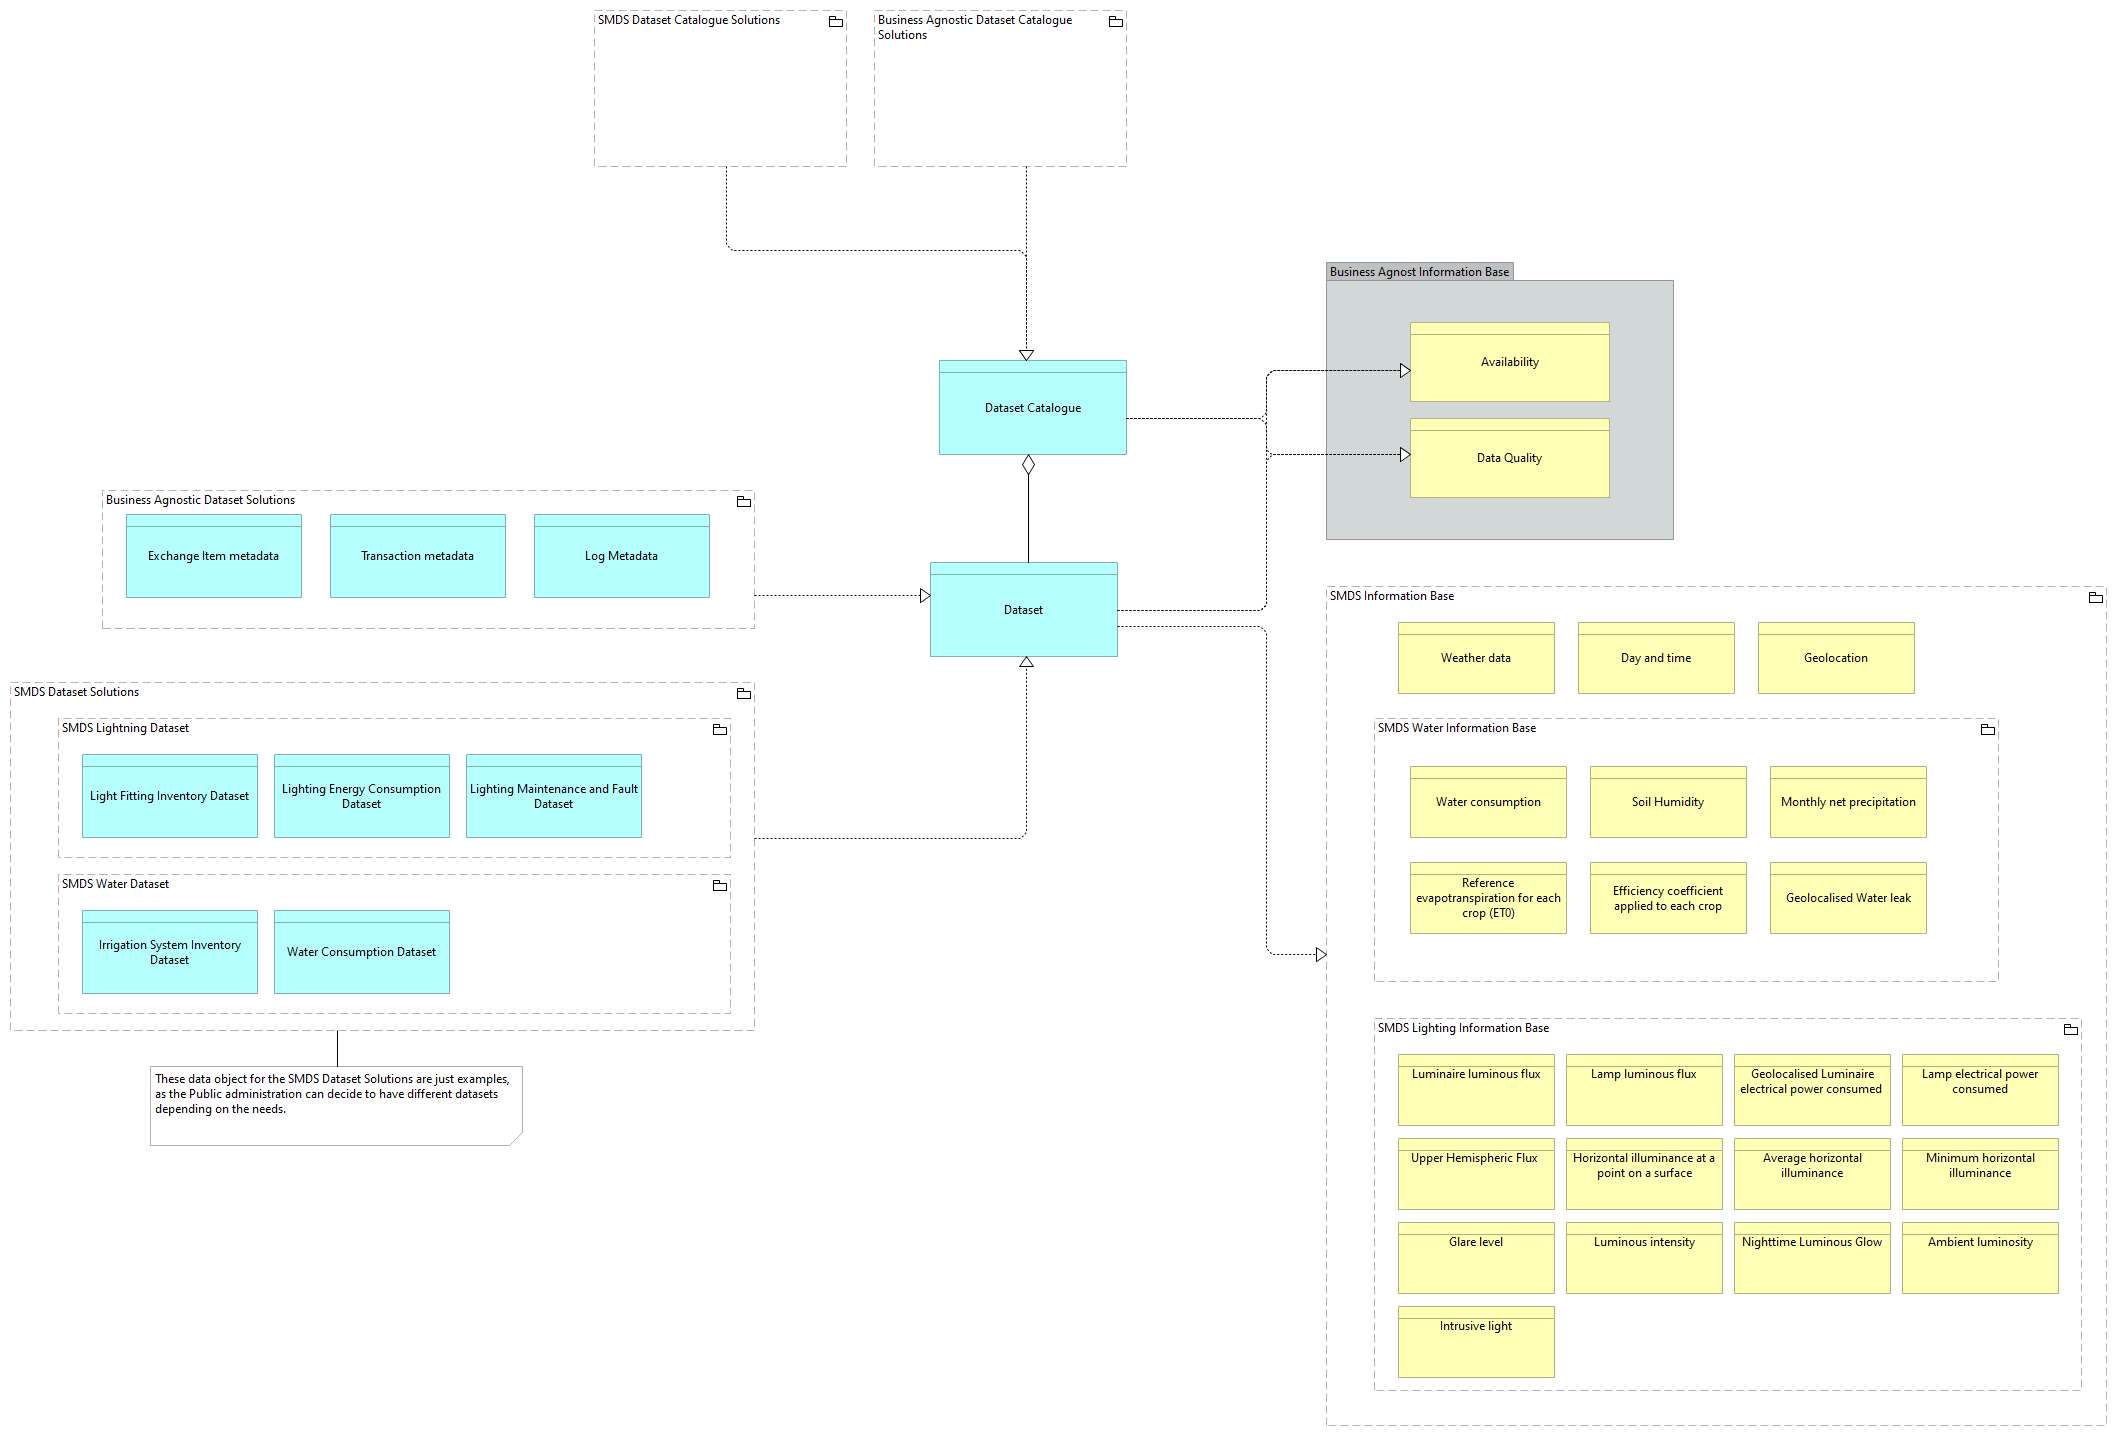 SMDS Dataset Catalogue Solutions
Business Agnostic Dataset Catalogue
Solutions
Business Agnost Information Base
Availability
Dataset Catalogue
Data Quality
Business Agnostic Dataset Solutions
Exchange Item metadata
Transaction metadata
Log Metadata
Dataset
SMDS Dataset Solutions
SMDS Lightning Dataset
Light Fitting Inventory Dataset
Lighting Energy Consumption
Dataset
Lighting Maintenance and Fault
Dataset
SMDS Water Dataset
Irrigation System Inventory
Dataset
Water Consumption Dataset
These data object for the SMDS Dataset Solutions are just examples,
as the Public administration can decide to have different datasets
depending on the needs.
SMDS Information Base
Weather data
Day and time
Geolocation
SMDS Water Information Base
Water consumption
Soil Humidity
Monthly net precipitation
Reference
evapotranspiration for each
crop (ET0)
Efficiency coefficient
applied to each crop
Geolocalised Water leak
SMDS Lighting Information Base
Luminaire luminous flux
Lamp luminous flux
Geolocalised Luminaire
electrical power consumed
Lamp electrical power
consumed
Upper Hemispheric Flux
Horizontal illuminance at a
point on a surface
Average horizontal
illuminance
Minimum horizontal
illuminance
Glare level
Luminous intensity
Nighttime Luminous Glow
Ambient luminosity
Intrusive light